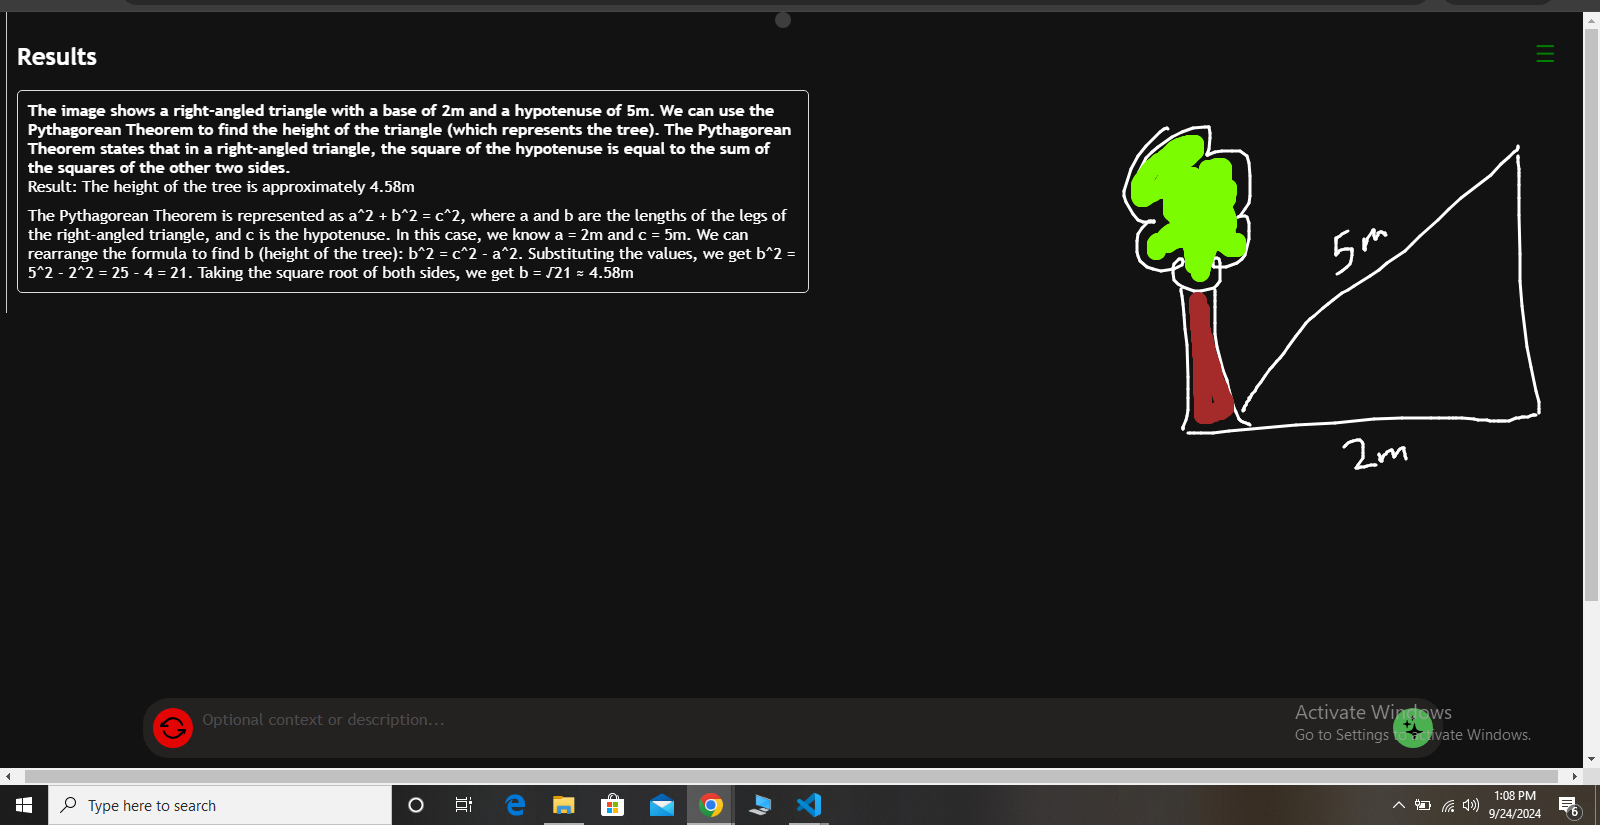 Results
The image shows a right-angled triangle with a base of 2m and a hypotenuse of 5m. We can use the
Pythagorean Theorem to find the height of the triangle (which represents the tree). The Pythagorean
Theorem states that in a right-angled triangle, the square of the hypotenuse is equal to the sum of
the squares of the other two sides.
Result: The height of the tree is approximately 4.58m
The Pythagorean Theorem is represented as a^2 + b^2 = c^2, where a and b are the lengths of the legs of
the right-angled triangle, and c is the hypotenuse. In this case, we know a = 2m and c = 5m. We can
rearrange the formula to find b (height of the tree): b^2 = c^2 - a^2. Substituting the values, we get b^2 =
5^2 - 2^2 = 25 - 4 = 21. Taking the square root of both sides, we get b = √21 ≈ 4.58m
5m
2m
Optional context or description...
Activate Windows
Go to Settings to activate Windows.
Type here to search
1:08 PM
9/24/2024
6